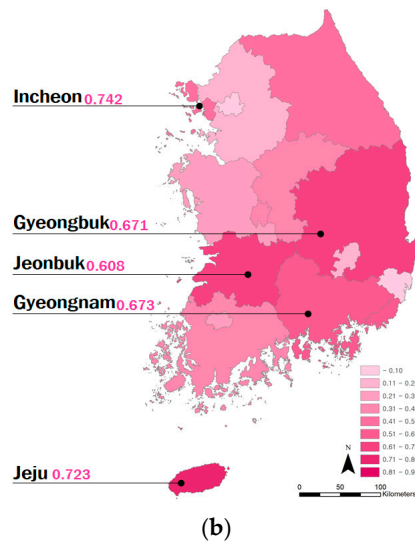 Incheon 0.742
Gyeongbuk 0.671
Jeonbuk 0.608
Gyeongnam 0.673
Jeju 0.723
- 0.10
0.11 - 0.2
0.21 - 0.3
0.31 - 0.4
0.41 - 0.5
0.51 - 0.6
0.61 - 0.7
0.71 - 0.8
0.81 - 0.9
N
0 50 100
Kilometers
(b)